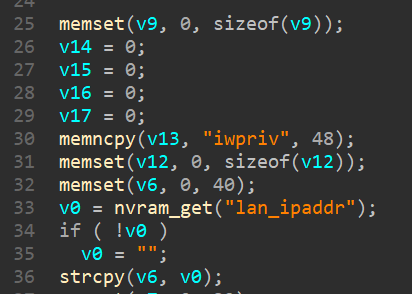 25 memset(v9, 0, sizeof(v9));
26 v14 = 0;
27 v15 = 0;
28 v16 = 0;
29 v17 = 0;
30 memncpy(v13, "iwpriv", 48);
31 memset(v12, 0, sizeof(v12));
32 memset(v6, 0, 40);
33 v0 = nvram_get("lan_ipaddr");
34 if ( !v0 )
35 v0 = "";
36 strcpy(v6, v0);